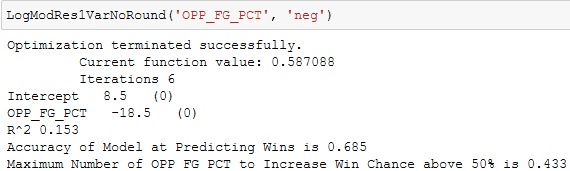 LogModRes1VarNoRound('OPP_FG_PCT', 'neg')
Optimization terminated successfully.
Current function value: 0.587088
Iterations 6
Intercept 8.5 (0)
OPP_FG_PCT -18.5 (0)
R^2 0.153
Accuracy of Model at Predicting Wins is 0.685
Maximum Number of OPP FG PCT to Increase Win Chance above 50% is 0.433